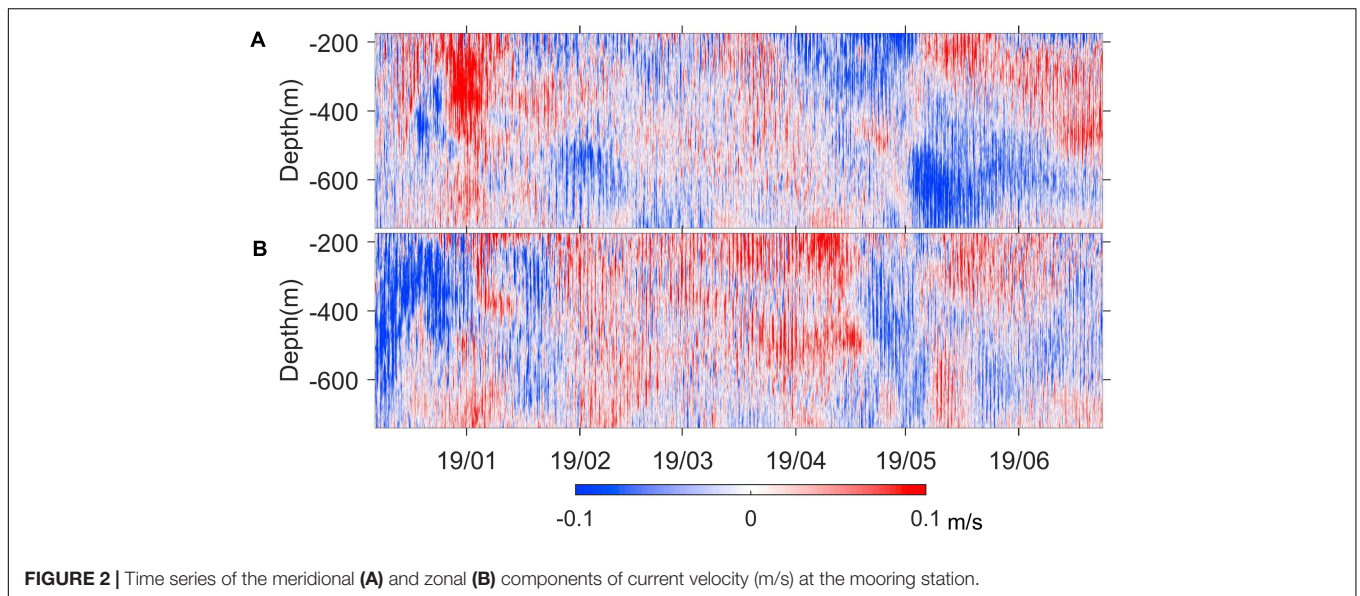 A
-200
-400
-600
Depth(m)
B
-200
-400
-600
Depth(m)
19/01 19/02 19/03 19/04 19/05 19/06
-0.1 0 0.1 m/s
FIGURE 2 | Time series of the meridional (A) and zonal (B) components of current velocity (m/s) at the mooring station.